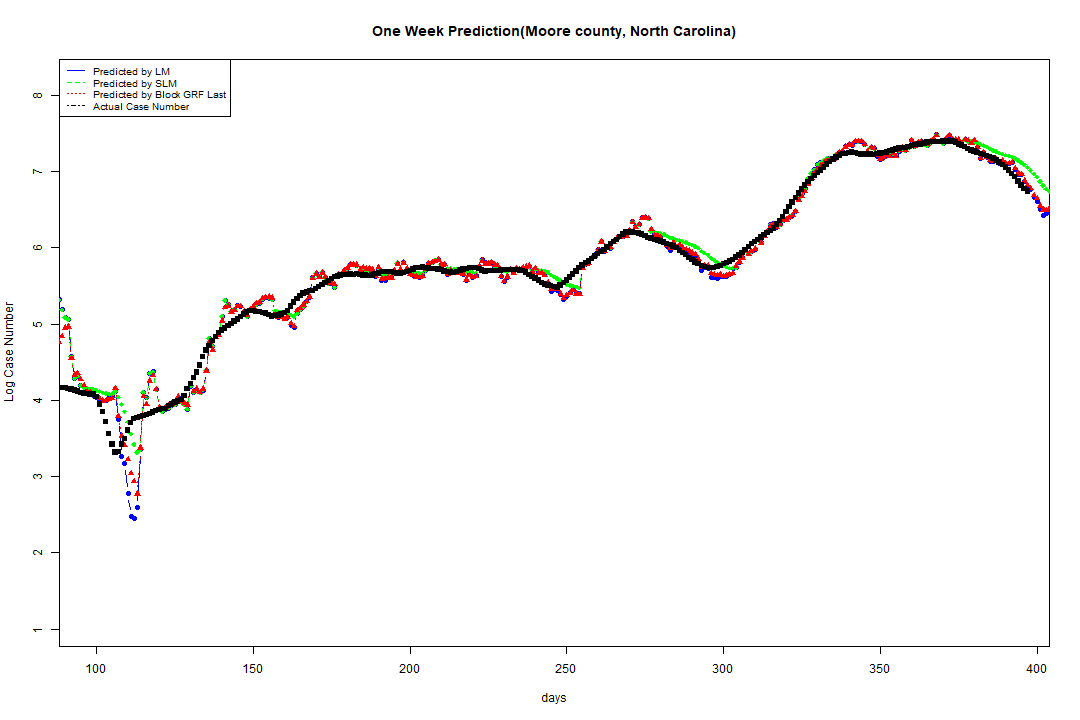 One Week Prediction(Moore county, North Carolina)
Predicted by LM
Predicted by SLM
Predicted by Block GRF Last
Actual Case Number
8
7
6
5
4
3
2
1
Log Case Number
100 150 200 250 300 350 400
days